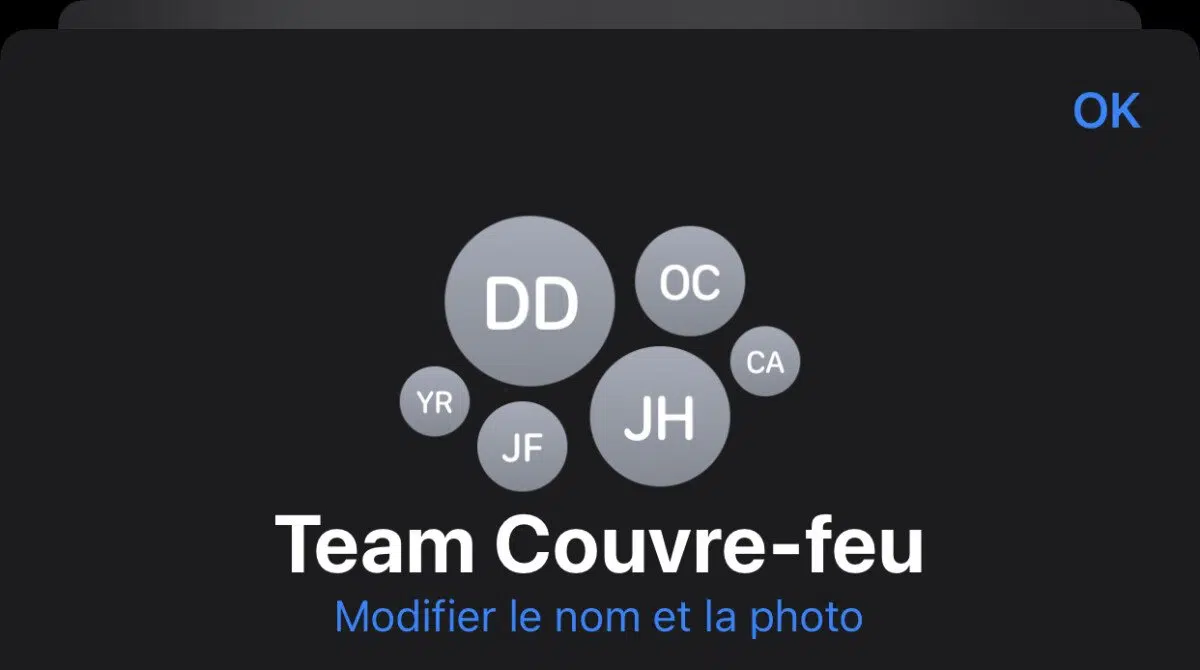 OK
DD
OC
CA
YR
JF
JH
Team Couvre-feu
Modifier le nom et la photo